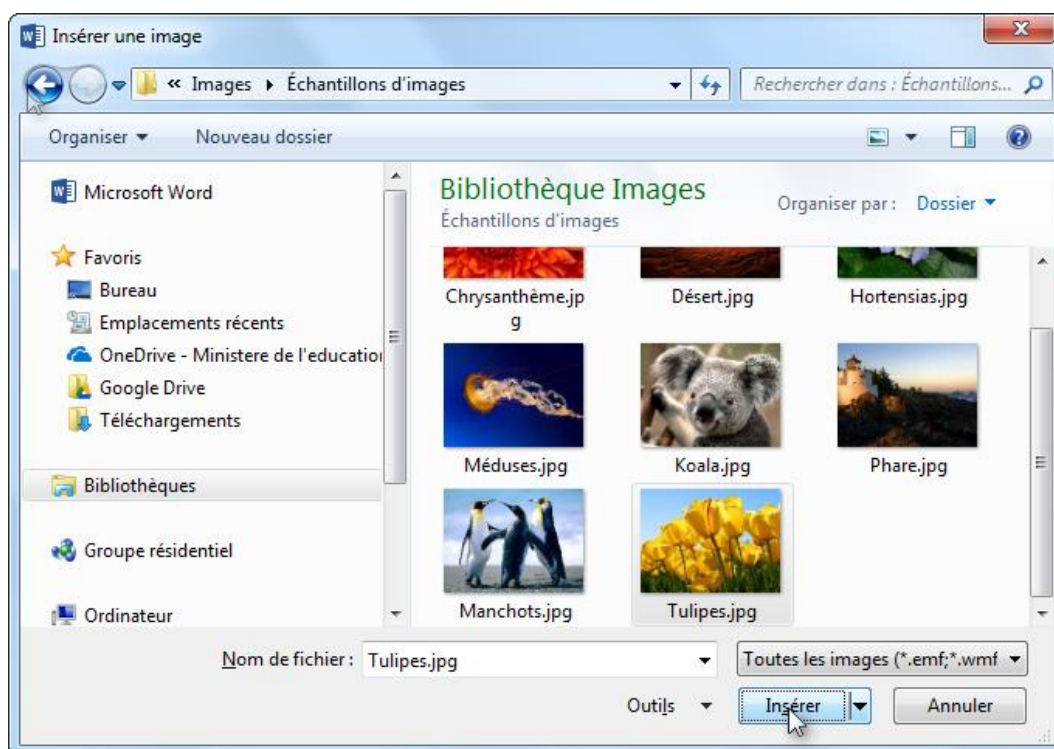 Insérer une image
« Images ▸ Échantillons d'images
Rechercher dans : Échantillons...
Organiser
Nouveau dossier
Microsoft Word
Favoris
Bureau
Emplacements récents
OneDrive - Ministere de l'education
Google Drive
Téléchargements
Bibliothèques
Groupe résidentiel
Ordinateur
Bibliothèque Images
Échantillons d'images
Organiser par : Dossier
Chrysanthème.jp
g
Désert.jpg
Hortensias.jpg
Méduses.jpg
Koala.jpg
Phare.jpg
Manchots.jpg
Tulipes.jpg
Nom de fichier : Tulipes.jpg
Toutes les images (*.emf;*.wmf
Outils
Insérer
Annuler